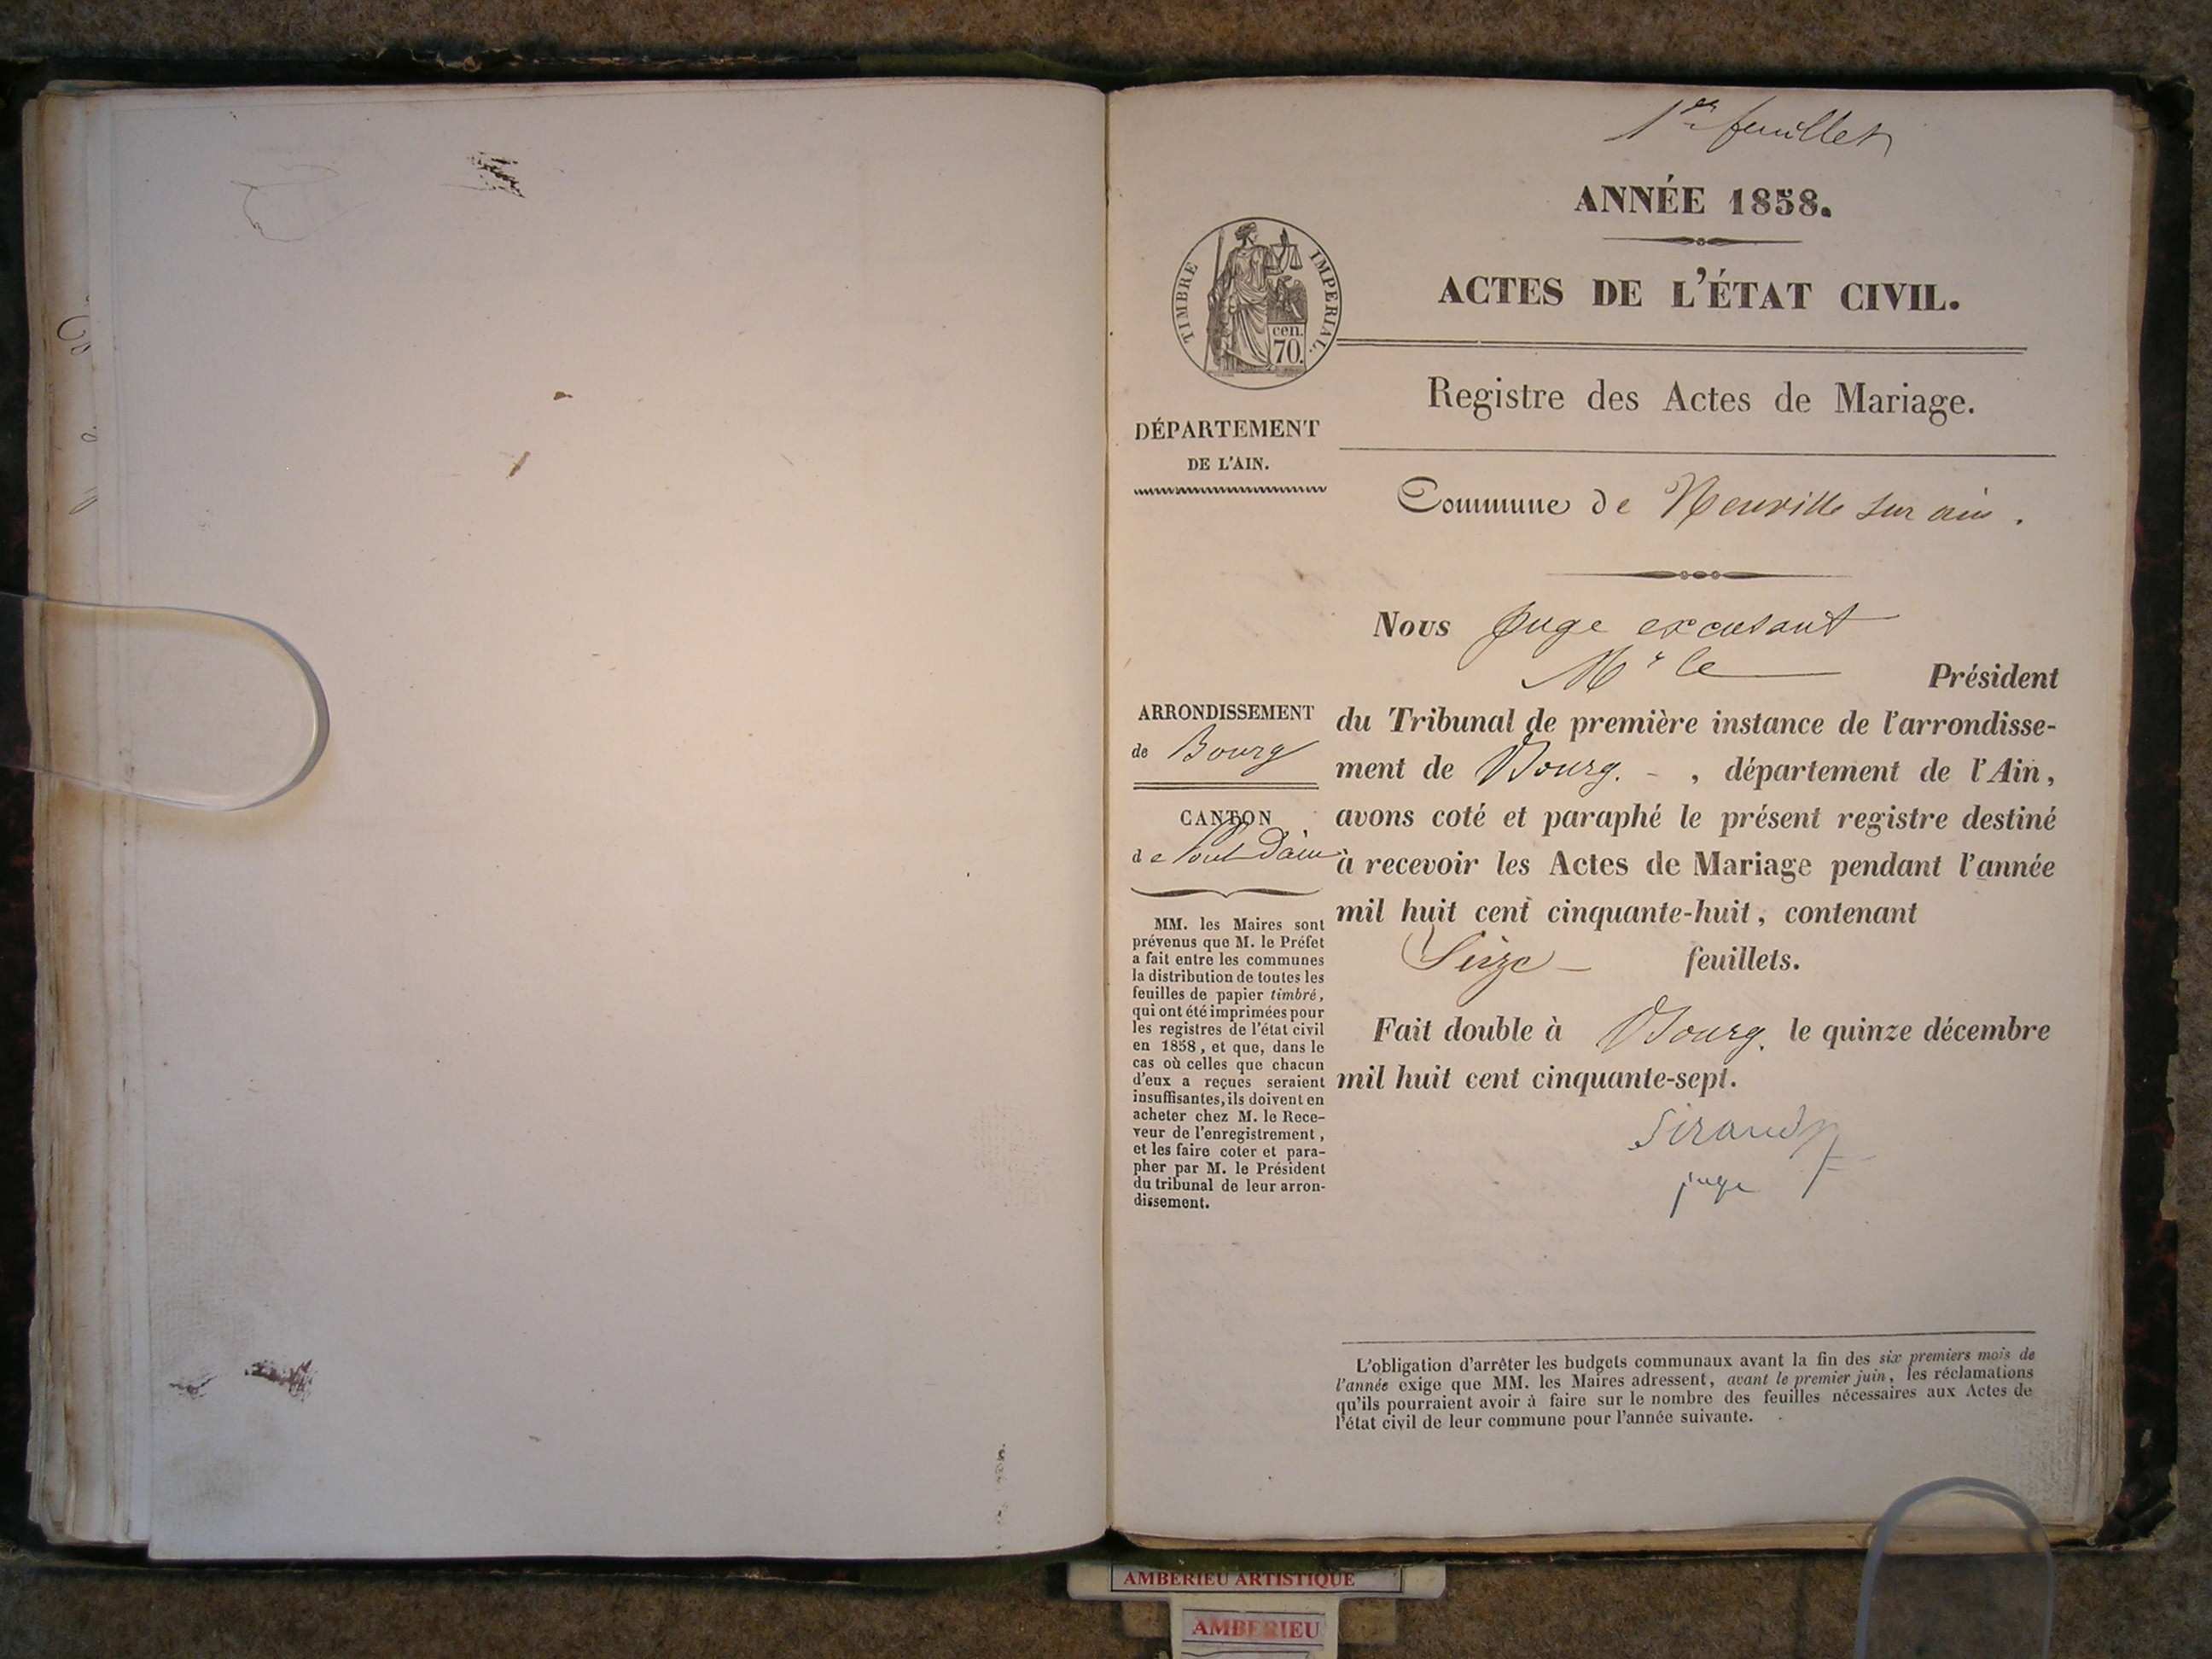 1er feuillet
ANNÉE 1858.
ACTES DE L'ÉTAT CIVIL.
TIMBRE IMPERIAL.
cen.
70.
Registre des Actes de Mariage.
DÉPARTEMENT
DE L'AIN.
Commune de Neuville sur ain.
Nous Juge excusant
Mr le Président
ARRONDISSEMENT
de Bourg
CANTON
de Pont d'ain
du Tribunal de première instance de l'arrondisse-
ment de Bourg. - , département de l'Ain,
avons coté et paraphé le présent registre destiné
à recevoir les Actes de Mariage pendant l'année
mil huit cent cinquante-huit, contenant
Seize - feuillets.
Fait double à Bourg. le quinze décembre
mil huit cent cinquante-sept.
Sirand
juge
MM. les Maires sont
prévenus que M. le Préfet
a fait entre les communes
la distribution de toutes les
feuilles de papier timbré,
qui ont été imprimées pour
les registres de l'état civil
en 1858, et que, dans le
cas où celles que chacun
d'eux a reçues seraient
insuffisantes, ils doivent en
acheter chez M. le Rece-
veur de l'enregistrement,
et les faire coter et para-
pher par M. le Président
du tribunal de leur arron-
dissement.
L'obligation d'arrêter les budgets communaux avant la fin des six premiers mois de
l'année exige que MM. les Maires adressent, avant le premier juin, les réclamations
qu'ils pourraient avoir à faire sur le nombre des feuilles nécessaires aux Actes de
l'état civil de leur commune pour l'année suivante.
AMBERIEU ARTISTIQUE
AMBERIEU